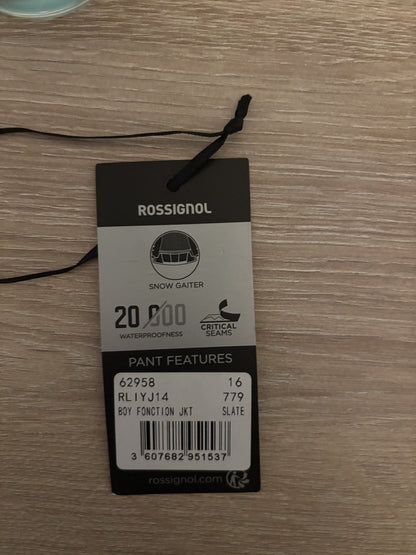 ROSSIGNOL
SNOW GAITER
20 000
WATERPROOFNESS
CRITICAL
SEAMS
PANT FEATURES
62958 16
RLIYJ14 779
BOY FONCTION JKT SLATE
3 607682 951537
rossignol.com